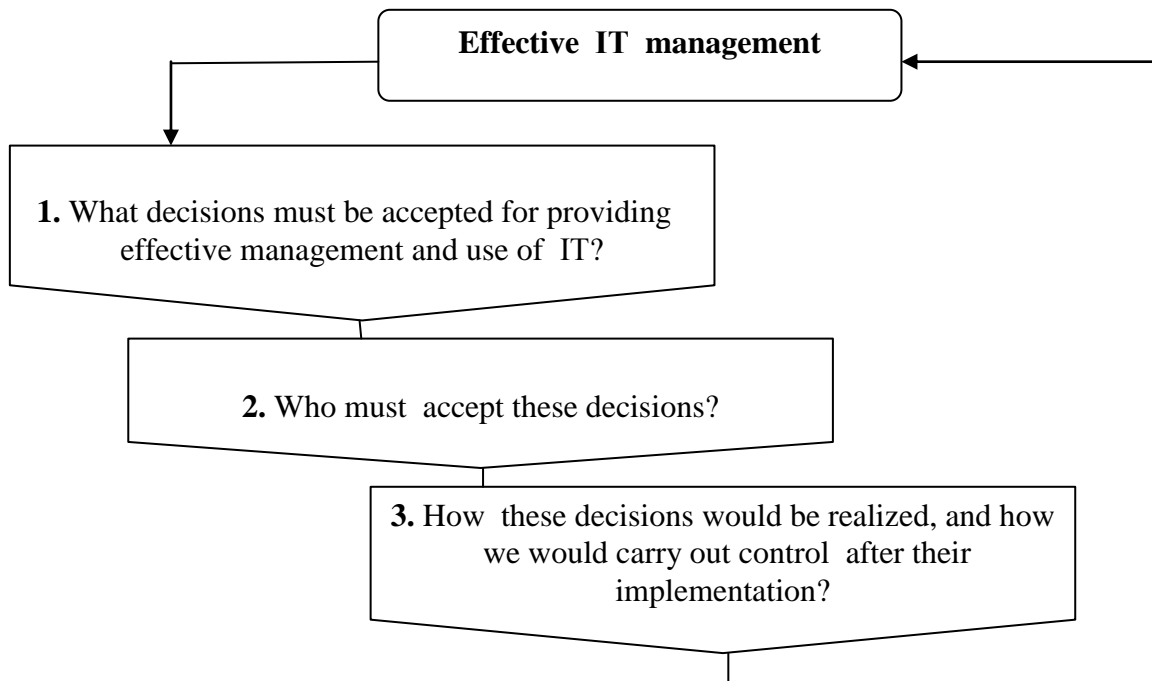 Effective IT management
1. What decisions must be accepted for providing
effective management and use of IT?
2. Who must accept these decisions?
3. How these decisions would be realized, and how
we would carry out control after their
implementation?